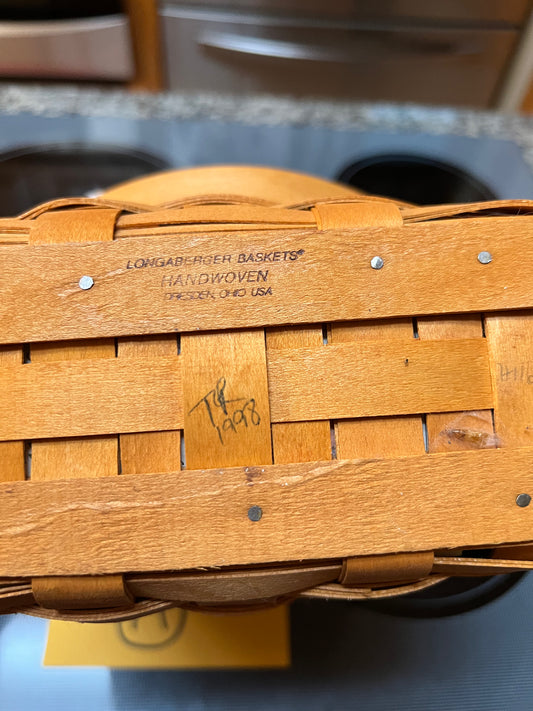 LONGABERGER BASKETS®
HANDWOVEN
DRESDEN, OHIO USA
TR
1998